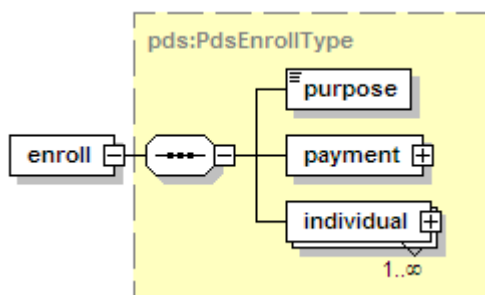 pds:PdsEnrollType
purpose
enroll
payment
individual
1..∞